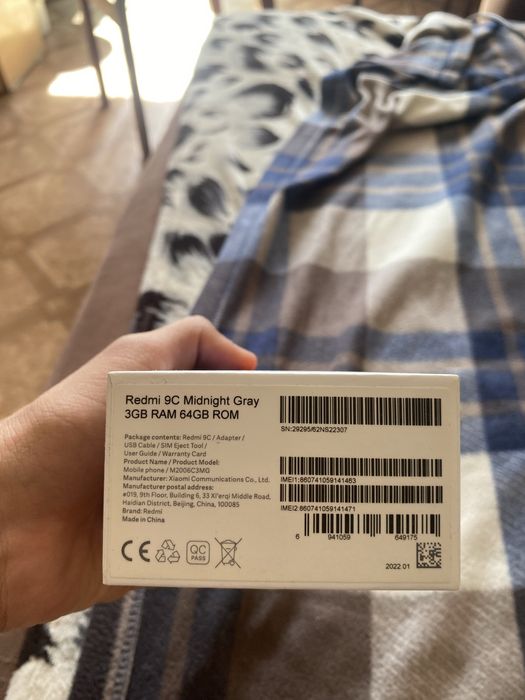 Redmi 9C Midnight Gray
3GB RAM 64GB ROM
Package contents: Redmi 9C / Adapter /
USB Cable / SIM Eject Tool /
User Guide / Warranty Card
Product Name / Product Model:
Mobile phone / M2006C3MG
Manufacturer: Xiaomi Communications Co., Ltd.
Manufacturer postal address:
#019, 9th Floor, Building 6, 33 Xi'erqi Middle Road,
Haidian District, Beijing, China, 100085
Brand: Redmi
Made in China
CE
QC
PASS
SN:29295/62NS22307
IMEI1:860741059141463
IMEI2:860741059141471
6 941059 649175
2022.01